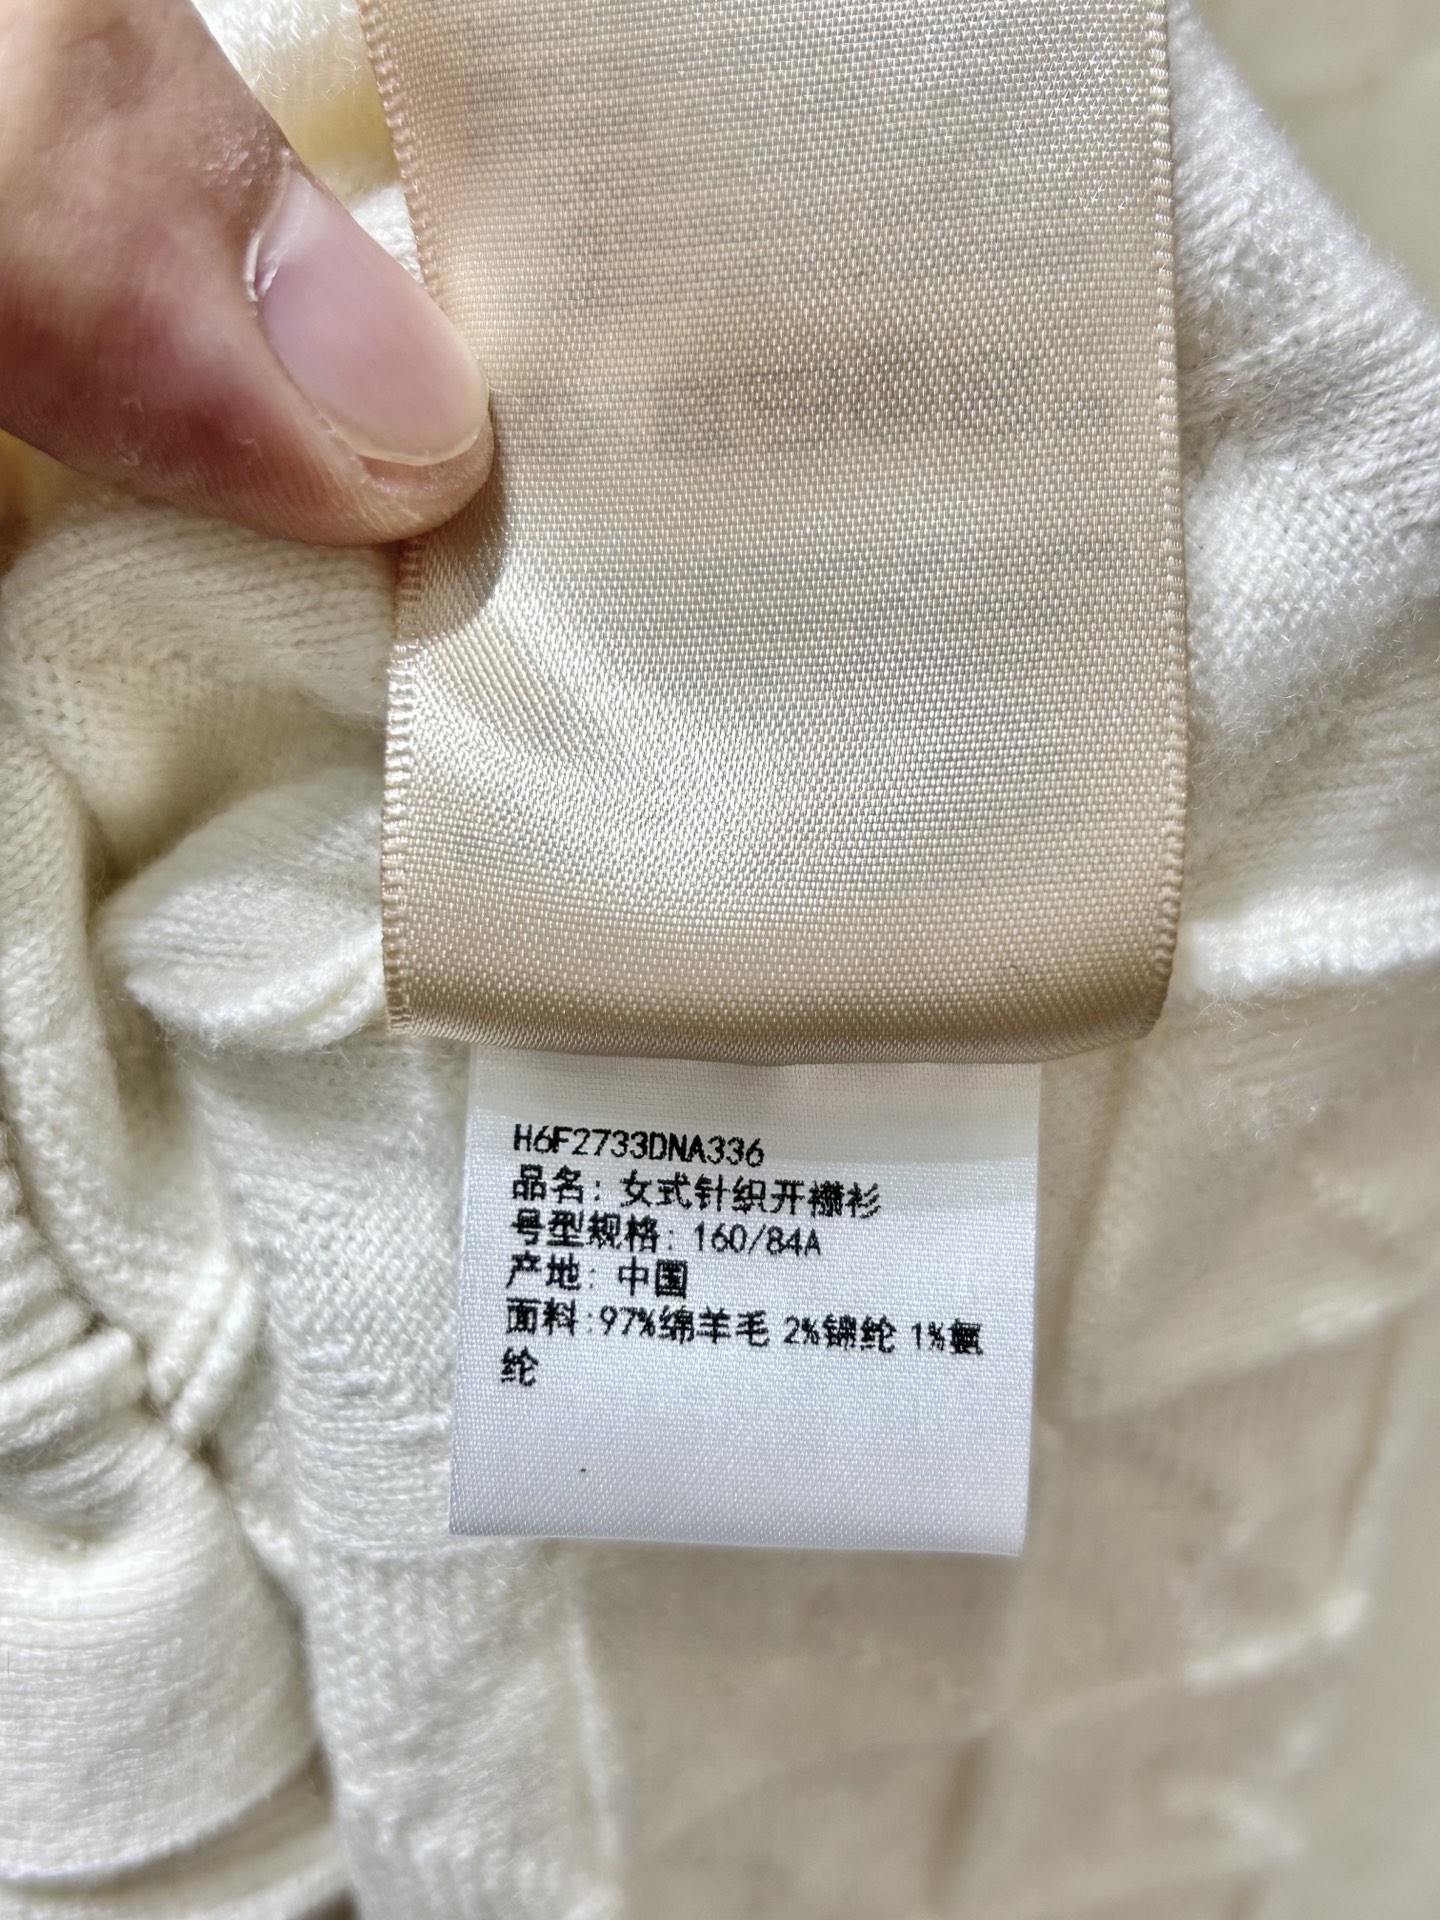 H6F2733DNA336
品名: 女式针织开襟衫
号型规格: 160/84A
产地: 中国
面料:97%绵羊毛 2%锦纶 1%氨
纶